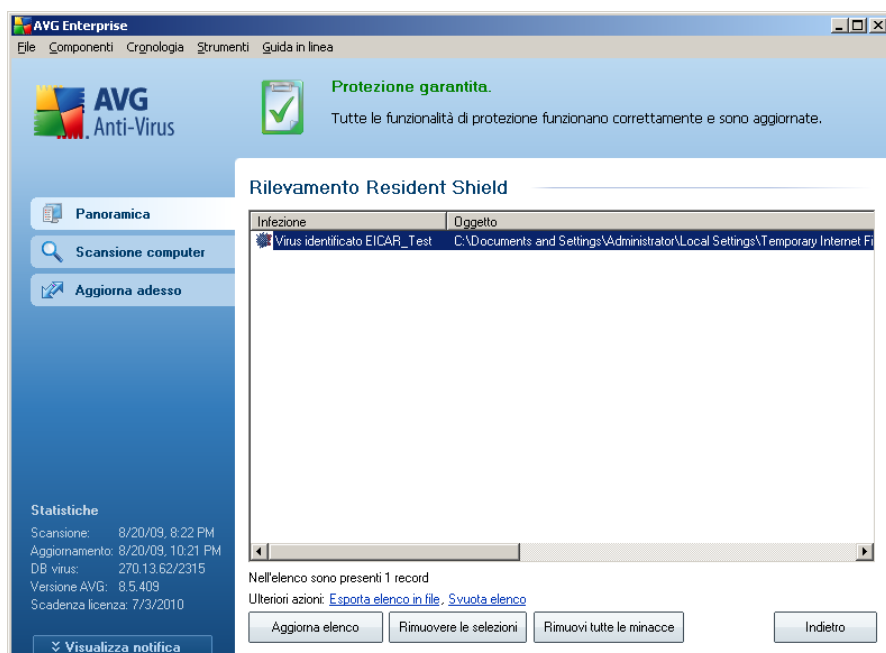 AVG Enterprise
File Componenti Cronologia Strumenti Guida in linea
AVG
Anti-Virus
Protezione garantita.
Tutte le funzionalità di protezione funzionano correttamente e sono aggiornate.
Panoramica
Scansione computer
Aggiorna adesso
Rilevamento Resident Shield
Infezione Oggetto
Virus identificato EICAR_Test C:\Documents and Settings\Administrator\Local Settings\Temporary Internet Fi
Statistiche
Scansione: 8/20/09, 8:22 PM
Aggiornamento: 8/20/09, 10:21 PM
DB virus: 270.13.62/2315
Versione AVG: 8.5.409
Scadenza licenza: 7/3/2010
Visualizza notifica
Nell'elenco sono presenti 1 record
Ulteriori azioni: Esporta elenco in file, Svuota elenco
Aggiorna elenco Rimuovere le selezioni Rimuovi tutte le minacce Indietro